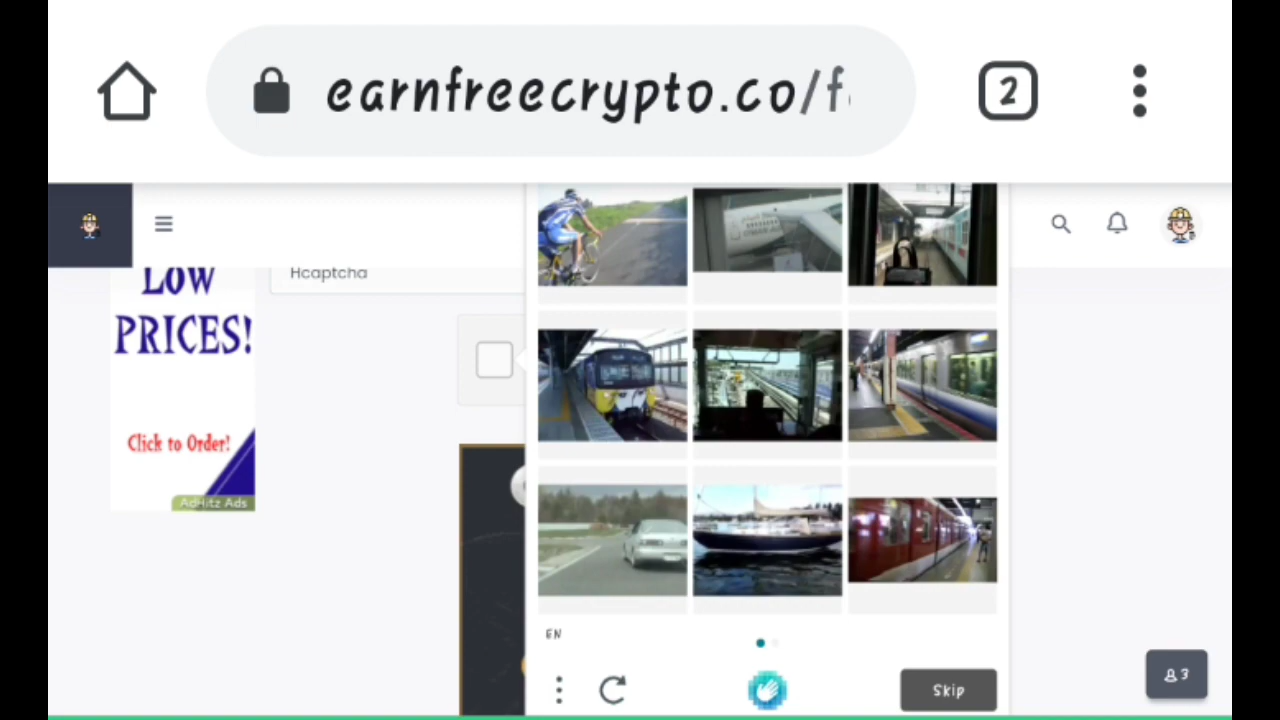 earnfreecrypto.co/f
2
Hcaptcha
LOW
PRICES!
Click to Order!
AdHitz Ads
EN
Skip
3